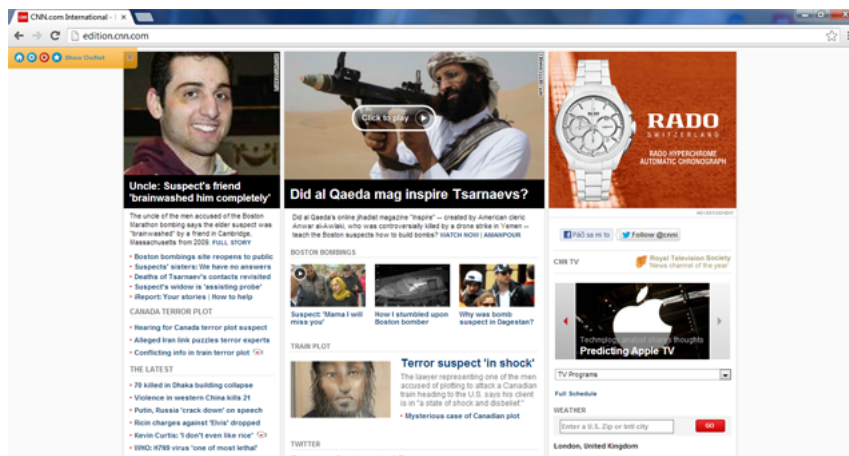 CNN.com International - |
edition.cnn.com
Show Outlet
Uncle: Suspect's friend
'brainwashed him completely'
The uncle of the men accused of the Boston
Marathon bombing says the elder suspect was
"brainwashed" by a friend in Cambridge,
Massachusetts from 2009. FULL STORY
• Boston bombings site reopens to public
• Suspects' sisters: We have no answers
• Deaths of Tsarnaev's contacts revisited
• Suspect's widow is 'assisting probe'
• iReport: Your stories | How to help
CANADA TERROR PLOT
• Hearing for Canada terror plot suspect
• Alleged Iran link puzzles terror experts
• Conflicting info in train terror plot
THE LATEST
• 70 killed in Dhaka building collapse
• Violence in western China kills 21
• Putin, Russia 'crack down' on speech
• Ricin charges against 'Elvis' dropped
• Kevin Curtis: 'I don't even like rice'
• WHO: H7N9 virus 'one of most lethal'
Click to play
Did al Qaeda mag inspire Tsarnaevs?
Did al Qaeda's online jihadist magazine "Inspire" -- created by American cleric
Anwar al-Awlaki, who was controversially killed by a drone strike in Yemen --
teach the Boston suspects how to build bombs? WATCH NOW | AMANPOUR
BOSTON BOMBINGS
Suspect: 'Mama I will
miss you'
How I stumbled upon
Boston bomber
Why was bomb
suspect in Dagestan?
TRAIN PLOT
Terror suspect 'in shock'
The lawyer representing one of the men
accused of plotting to attack a Canadian
train heading to the U.S. says his client
is in "a state of shock and disbelief."
• Mysterious case of Canadian plot
TWITTER
RADO
SWITZERLAND
RADO HYPERCHROME
AUTOMATIC CHRONOGRAPH
ADVERTISEMENT
Páči sa mi to
Follow @cnni
CNN TV
Royal Television Society
'News channel of the year'
Technology analyst shares thoughts
Predicting Apple TV
TV Programs
Full Schedule
WEATHER
Enter a U.S. Zip or Intl city
GO
London, United Kingdom